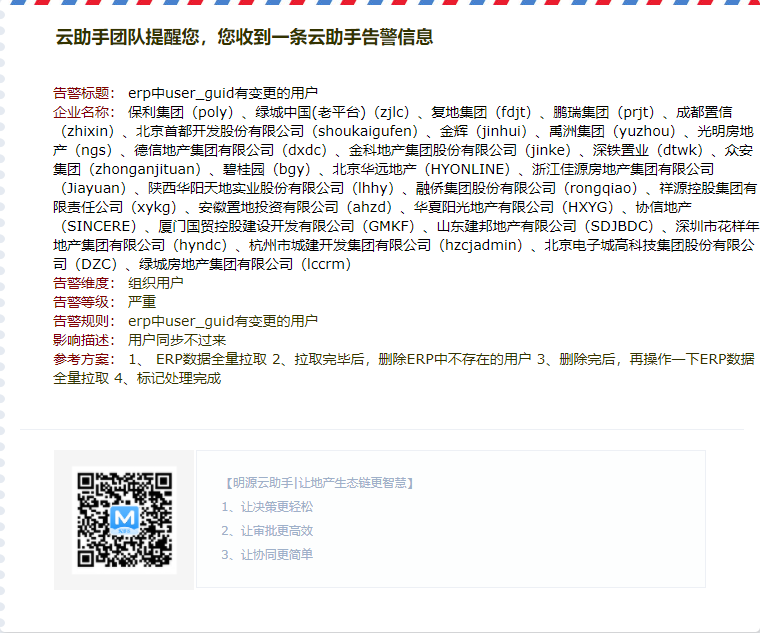 云助手团队提醒您，您收到一条云助手告警信息
告警标题： erp中user_guid有变更的用户
企业名称： 保利集团（poly）、绿城中国(老平台)（zjlc）、复地集团（fdjt）、鹏瑞集团（prjt）、成都置信
（zhixin）、北京首都开发股份有限公司（shoukaigufen）、金辉（jinhui）、禹洲集团（yuzhou）、光明房地
产（ngs）、德信地产集团有限公司（dxdc）、金科地产集团股份有限公司（jinke）、深铁置业（dtwk）、众安
集团（zhonganjituan）、碧桂园（bgy）、北京华远地产（HYONLINE）、浙江佳源房地产集团有限公司
（Jiayuan）、陕西华阳天地实业股份有限公司（lhhy）、融侨集团股份有限公司（rongqiao）、祥源控股集团有
限责任公司（xykg）、安徽置地投资有限公司（ahzd）、华夏阳光地产有限公司（HXYG）、协信地产
（SINCERE）、厦门国贸控股建设开发有限公司（GMKF）、山东建邦地产有限公司（SDJBDC）、深圳市花样年
地产集团有限公司（hyndc）、杭州市城建开发集团有限公司（hzcjadmin）、北京电子城高科技集团股份有限公
司（DZC）、绿城房地产集团有限公司（lccrm）
告警维度： 组织用户
告警等级： 严重
告警规则： erp中user_guid有变更的用户
影响描述： 用户同步不过来
参考方案： 1、 ERP数据全量拉取 2、拉取完毕后，删除ERP中不存在的用户 3、删除完后，再操作一下ERP数据
全量拉取 4、标记处理完成
【明源云助手|让地产生态链更智慧】
1、让决策更轻松
2、让审批更高效
3、让协同更简单